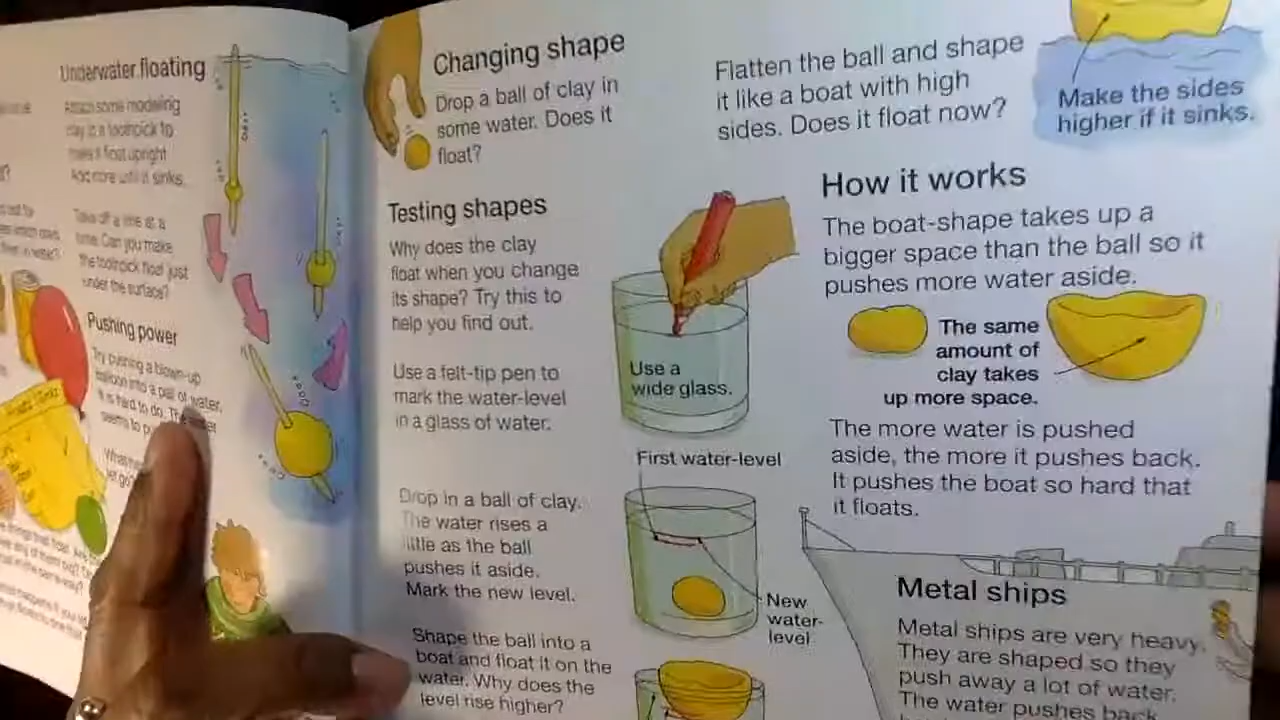 Underwater floating
Attach some modeling
clay to a toothpick to
make it float upright.
Add more until it sinks.
Take off a little at a
time. Can you make
the toothpick float just
under the surface?
Pushing power
Try pushing a blown-up
balloon into a pail of water.
It is hard to do. The water
seems to
What
let go?
Changing shape
Drop a ball of clay in
some water. Does it
float?
Flatten the ball and shape
it like a boat with high
sides. Does it float now?
Make the sides
higher if it sinks.
Testing shapes
Why does the clay
float when you change
its shape? Try this to
help you find out.
Use a felt-tip pen to
mark the water-level
in a glass of water.
Use a
wide glass.
First water-level
Drop in a ball of clay.
The water rises a
little as the ball
pushes it aside.
Mark the new level.
New
water-
level
Shape the ball into a
boat and float it on the
water. Why does the
level rise higher?
How it works
The boat-shape takes up a
bigger space than the ball so it
pushes more water aside.
The same
amount of
clay takes
up more space.
The more water is pushed
aside, the more it pushes back.
It pushes the boat so hard that
it floats.
Metal ships
Metal ships are very heavy.
They are shaped so they
push away a lot of water.
The water pushes back